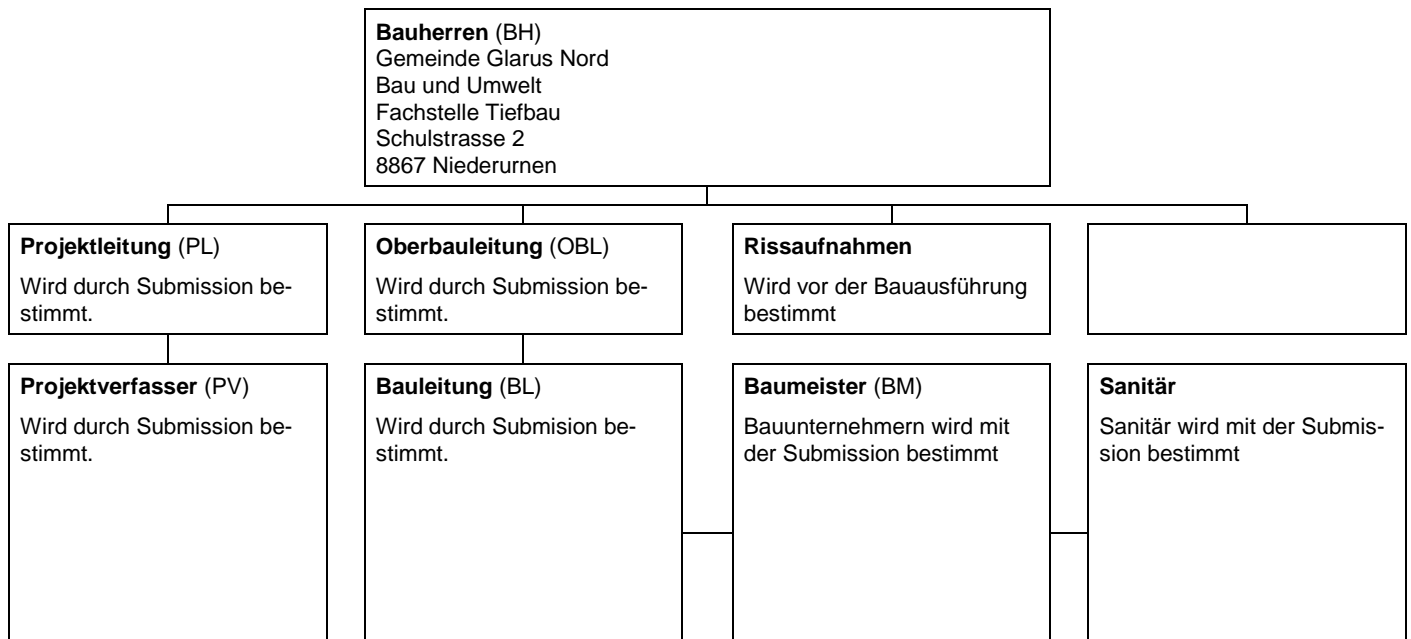 Bauherren (BH)
Gemeinde Glarus Nord
Bau und Umwelt
Fachstelle Tiefbau
Schulstrasse 2
8867 Niederurnen
Projektleitung (PL)
Wird durch Submission be-
stimmt.
Oberbauleitung (OBL)
Wird durch Submission be-
stimmt.
Rissaufnahmen
Wird vor der Bauausführung
bestimmt
Projektverfasser (PV)
Wird durch Submission be-
stimmt.
Bauleitung (BL)
Wird durch Submision be-
stimmt.
Baumeister (BM)
Bauunternehmern wird mit
der Submission bestimmt
Sanitär
Sanitär wird mit der Submis-
sion bestimmt